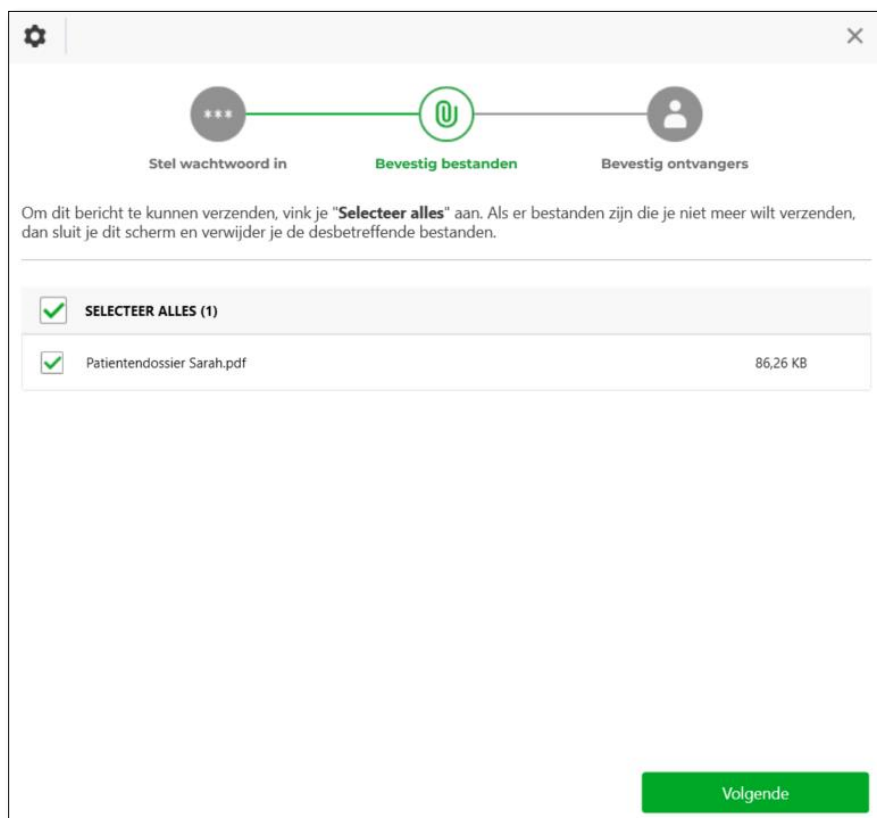 ***
Stel wachtwoord in
Bevestig bestanden
Bevestig ontvangers
Om dit bericht te kunnen verzenden, vink je "Selecteer alles" aan. Als er bestanden zijn die je niet meer wilt verzenden,
dan sluit je dit scherm en verwijder je de desbetreffende bestanden.
SELECTEER ALLES (1)
Patientendossier Sarah.pdf 86,26 KB
Volgende